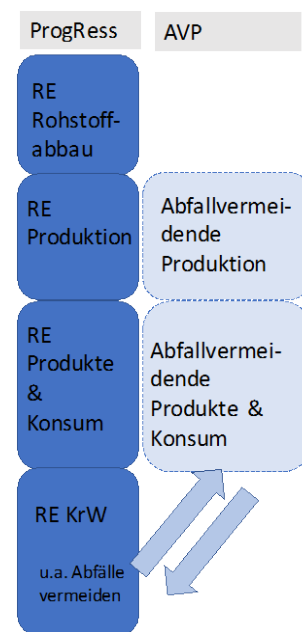 ProgRess
AVP
RE
Rohstoff-
abbau
RE
Produktion
Abfallvermei-
dende
Produktion
RE
Produkte
&
Konsum
Abfallvermei-
dende
Produkte &
Konsum
RE KrW
u.a. Abfälle
vermeiden